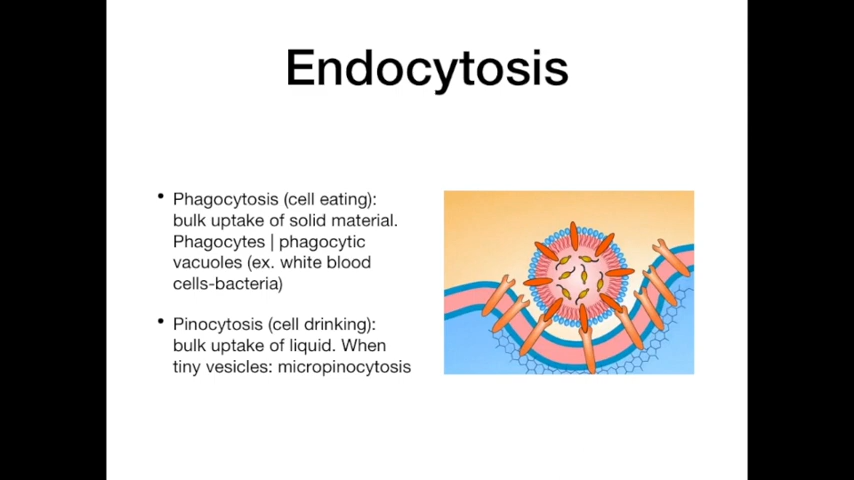 Endocytosis
• Phagocytosis (cell eating):
bulk uptake of solid material.
Phagocytes | phagocytic
vacuoles (ex. white blood
cells-bacteria)
• Pinocytosis (cell drinking):
bulk uptake of liquid. When
tiny vesicles: micropinocytosis